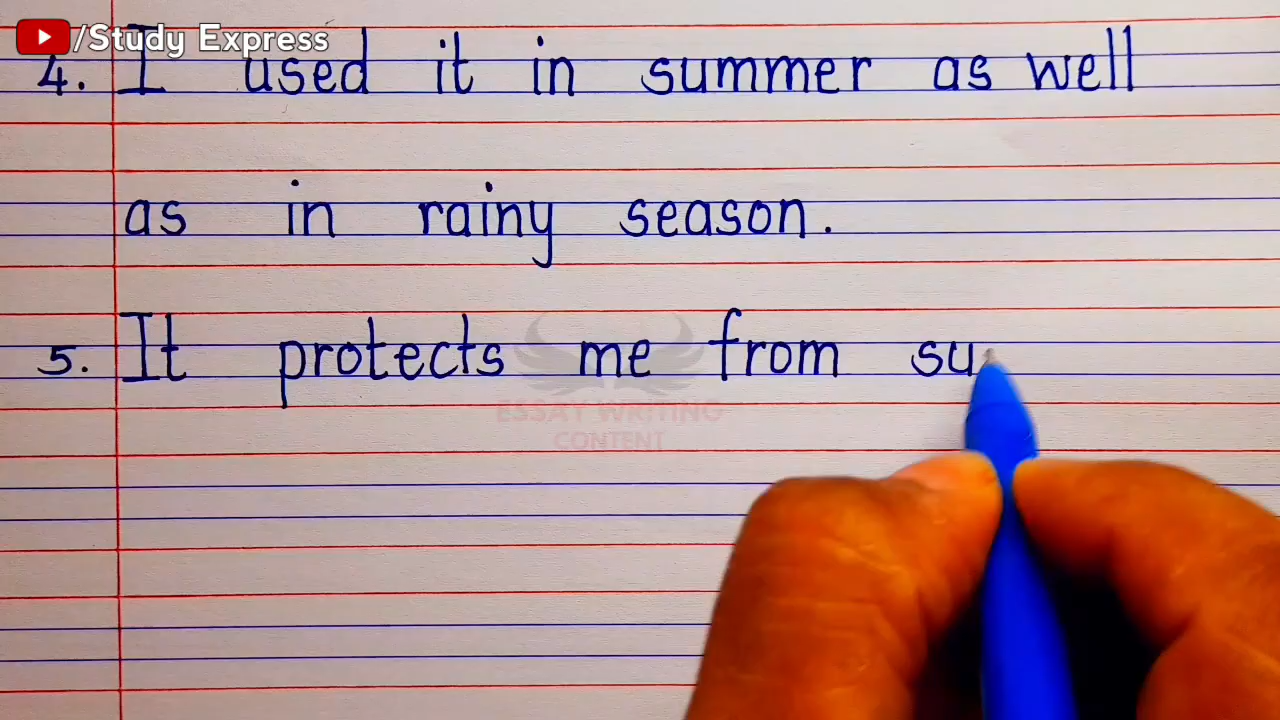 /Study Express
4. I used it in summer as well
as in rainy season.
5. It protects me from su
ESSAY WRITING
CONTENT